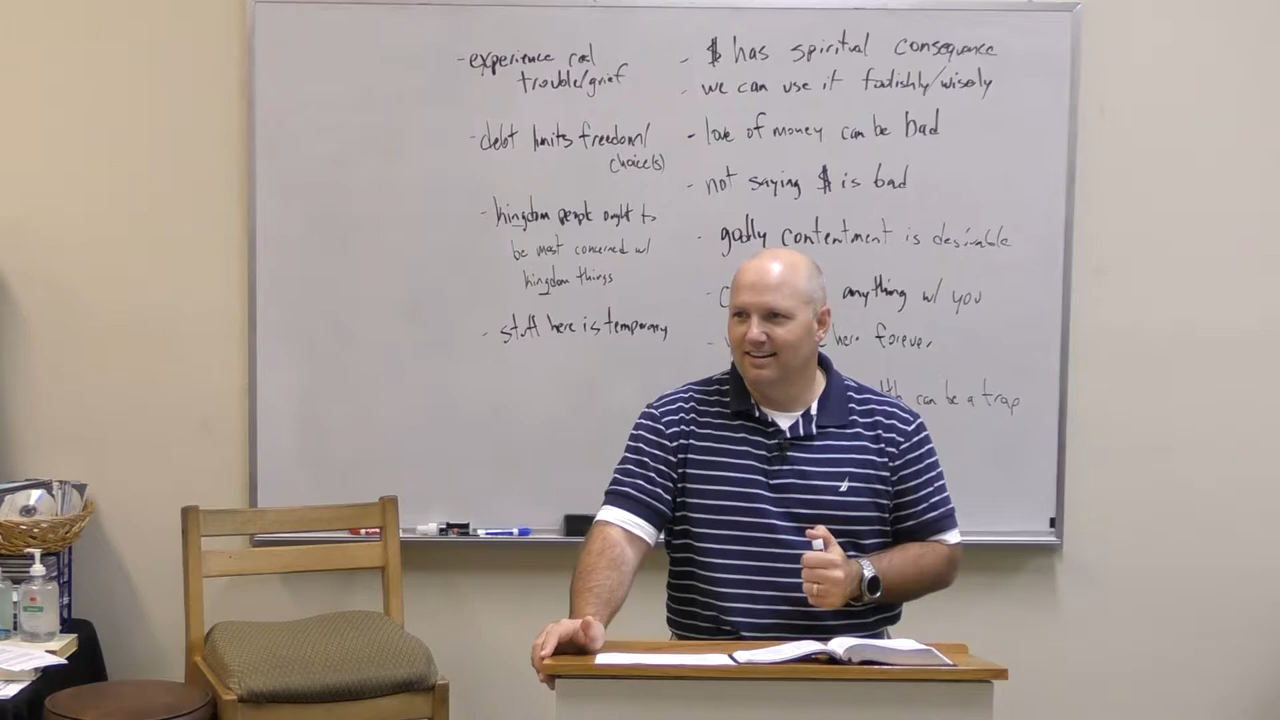 - experience real
trouble/grief
- debt limits freedom/
choice(s)
- kingdom people ought to
be most concerned w/
kingdom things
- stuff here is temporary
- $ has spiritual consequence
- we can use it foolishly/wisely
- love of money can be bad
- not saying $ is bad
- godly contentment is desirable
- anything w/ you
- here forever
- can be a trap